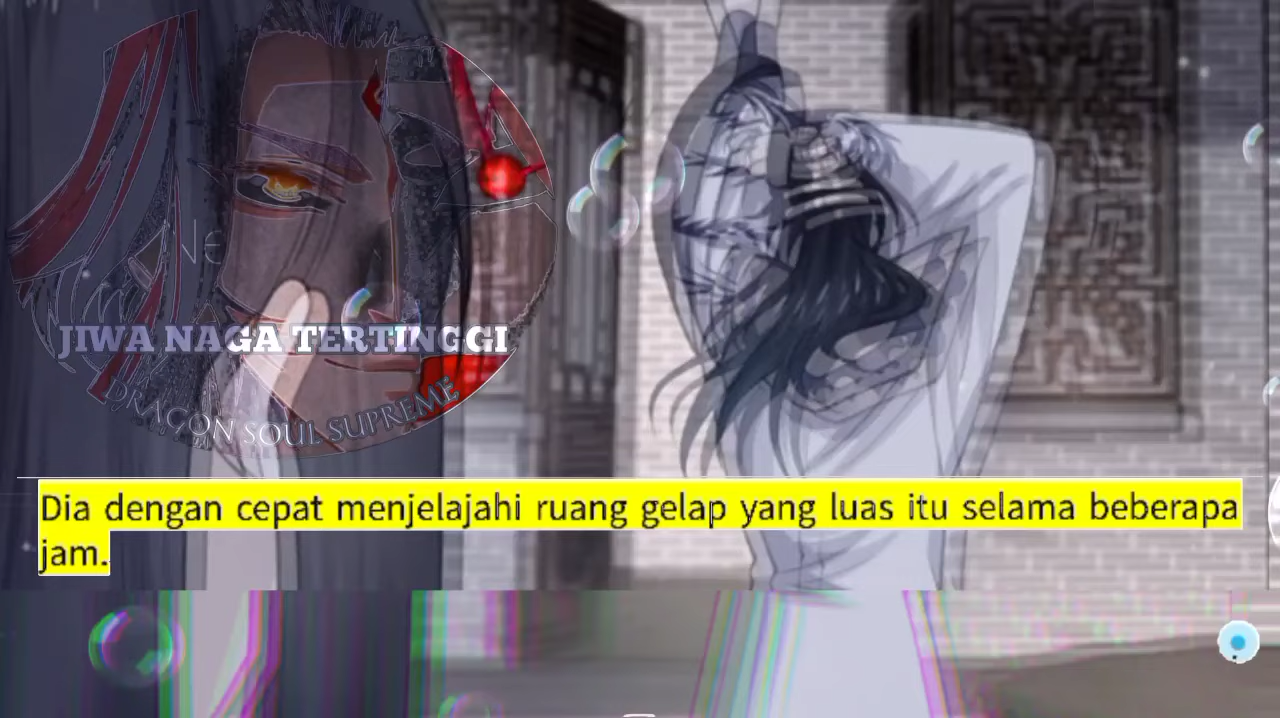 JIWA NAGA TERTINGGI
DRAGON SOUL SUPREME
Dia dengan cepat menjelajahi ruang gelap yang luas itu selama beberapa
jam.